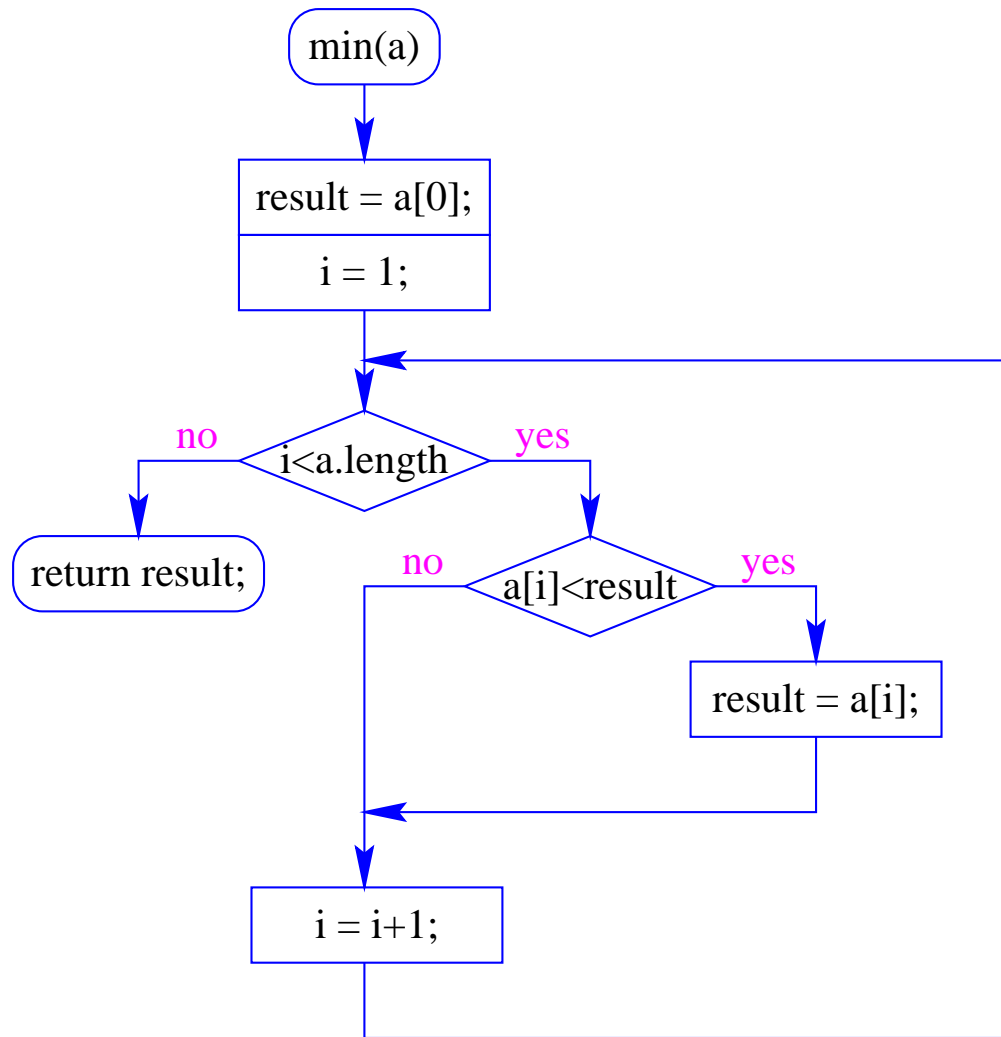 min(a)
result = a[0];
i = 1;
no
yes
i<a.length
return result;
no
yes
a[i]<result
result = a[i];
i = i+1;